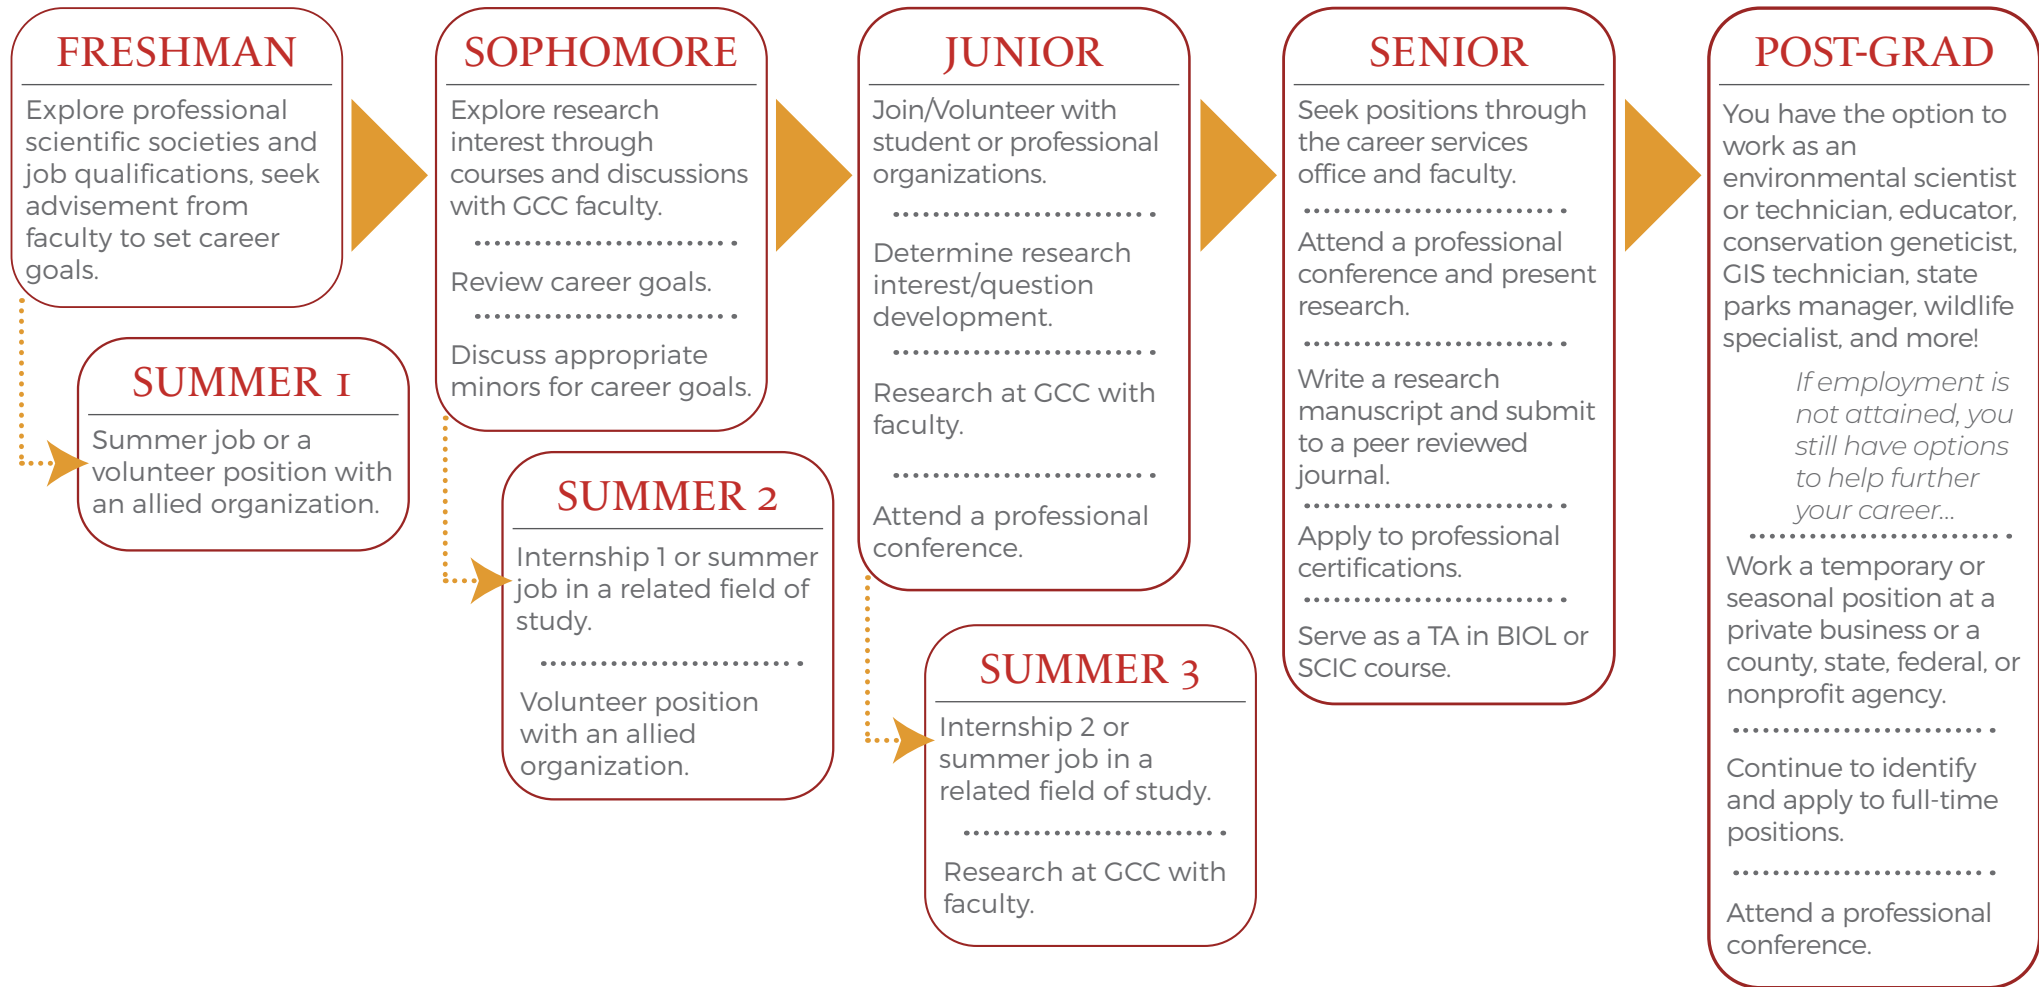 FRESHMAN
Explore professional
scientific societies and
job qualifications, seek
advisement from
faculty to set career
goals.
SUMMER 1
Summer job or a
volunteer position with
an allied organization.
SOPHOMORE
Explore research
interest through
courses and discussions
with GCC faculty.
Review career goals.
Discuss appropriate
minors for career goals.
SUMMER 2
Internship 1 or summer
job in a related field of
study.
Volunteer position
with an allied
organization.
JUNIOR
Join/Volunteer with
student or professional
organizations.
Determine research
interest/question
development.
Research at GCC with
faculty.
Attend a professional
conference.
SUMMER 3
Internship 2 or
summer job in a
related field of study.
Research at GCC with
faculty.
SENIOR
Seek positions through
the career services
office and faculty.
Attend a professional
conference and present
research.
Write a research
manuscript and submit
to a peer reviewed
journal.
Apply to professional
certifications.
Serve as a TA in BIOL or
SCIC course.
POST-GRAD
You have the option to
work as an
environmental scientist
or technician, educator,
conservation geneticist,
GIS technician, state
parks manager, wildlife
specialist, and more!
If employment is
not attained, you
still have options
to help further
your career...
Work a temporary or
seasonal position at a
private business or a
county, state, federal, or
nonprofit agency.
Continue to identify
and apply to full-time
positions.
Attend a professional
conference.